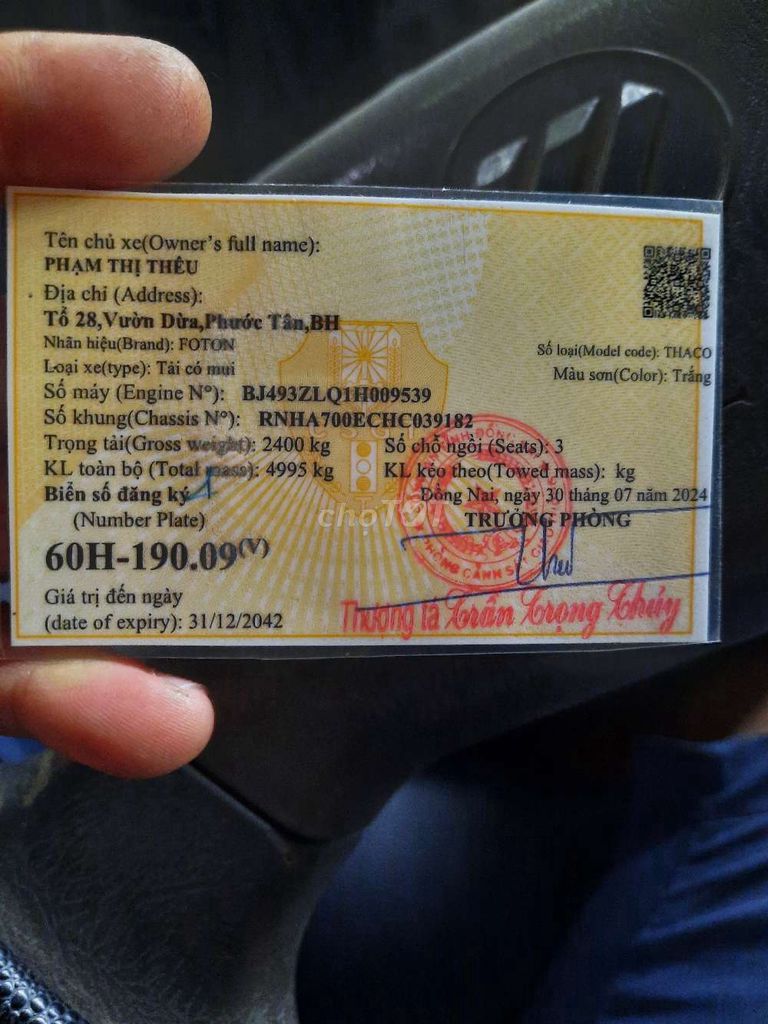 Tên chủ xe(Owner's full name):
PHẠM THỊ THÊU
Địa chỉ (Address):
Tổ 28,Vườn Dừa,Phước Tân,BH
Nhãn hiệu(Brand): FOTON
Số loại(Model code): THACO
Loại xe(type): Tải có mui
Màu sơn(Color): Trắng
Số máy (Engine N°): BJ493ZLQ1H009539
Số khung(Chassis N°): RNHA700ECHC039182
Trọng tải(Gross weight): 2400 kg Số chỗ ngồi (Seats): 3
KL toàn bộ (Total mass): 4995 kg KL kéo theo(Towed mass): kg
Biển số đăng ký Đồng Nai, ngày 30 tháng 07 năm 2024
(Number Plate) TRƯỞNG PHÒNG
chợTỐT
60H-190.09(V)
PHÒNG CẢNH SÁT
Giá trị đến ngày
(date of expiry): 31/12/2042
Thượng tá Trần Trọng Thủy